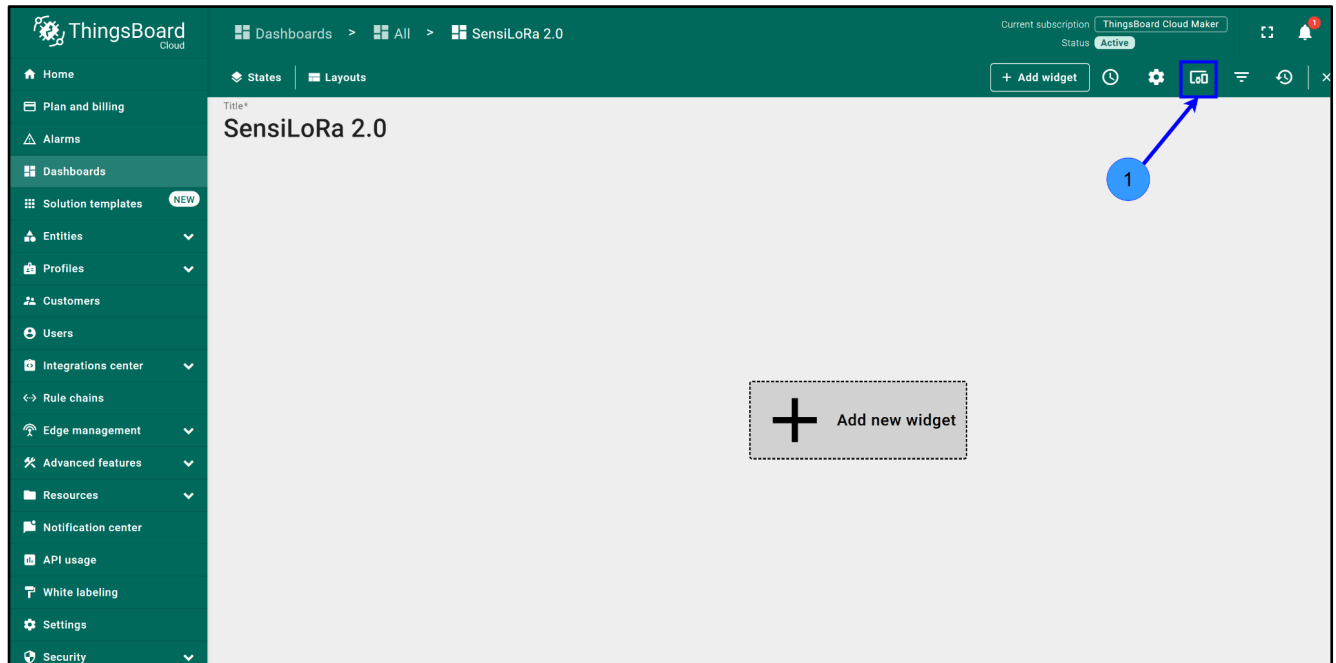 ThingsBoard
Cloud
Dashboards > All > SensiLoRa 2.0
Current subscription ThingsBoard Cloud Maker
Status Active
1
Home
Plan and billing
Alarms
Dashboards
Solution templates NEW
Entities
Profiles
Customers
Users
Integrations center
Rule chains
Edge management
Advanced features
Resources
Notification center
API usage
White labeling
Settings
Security
States
Layouts
+ Add widget
Title*
SensiLoRa 2.0
1
Add new widget